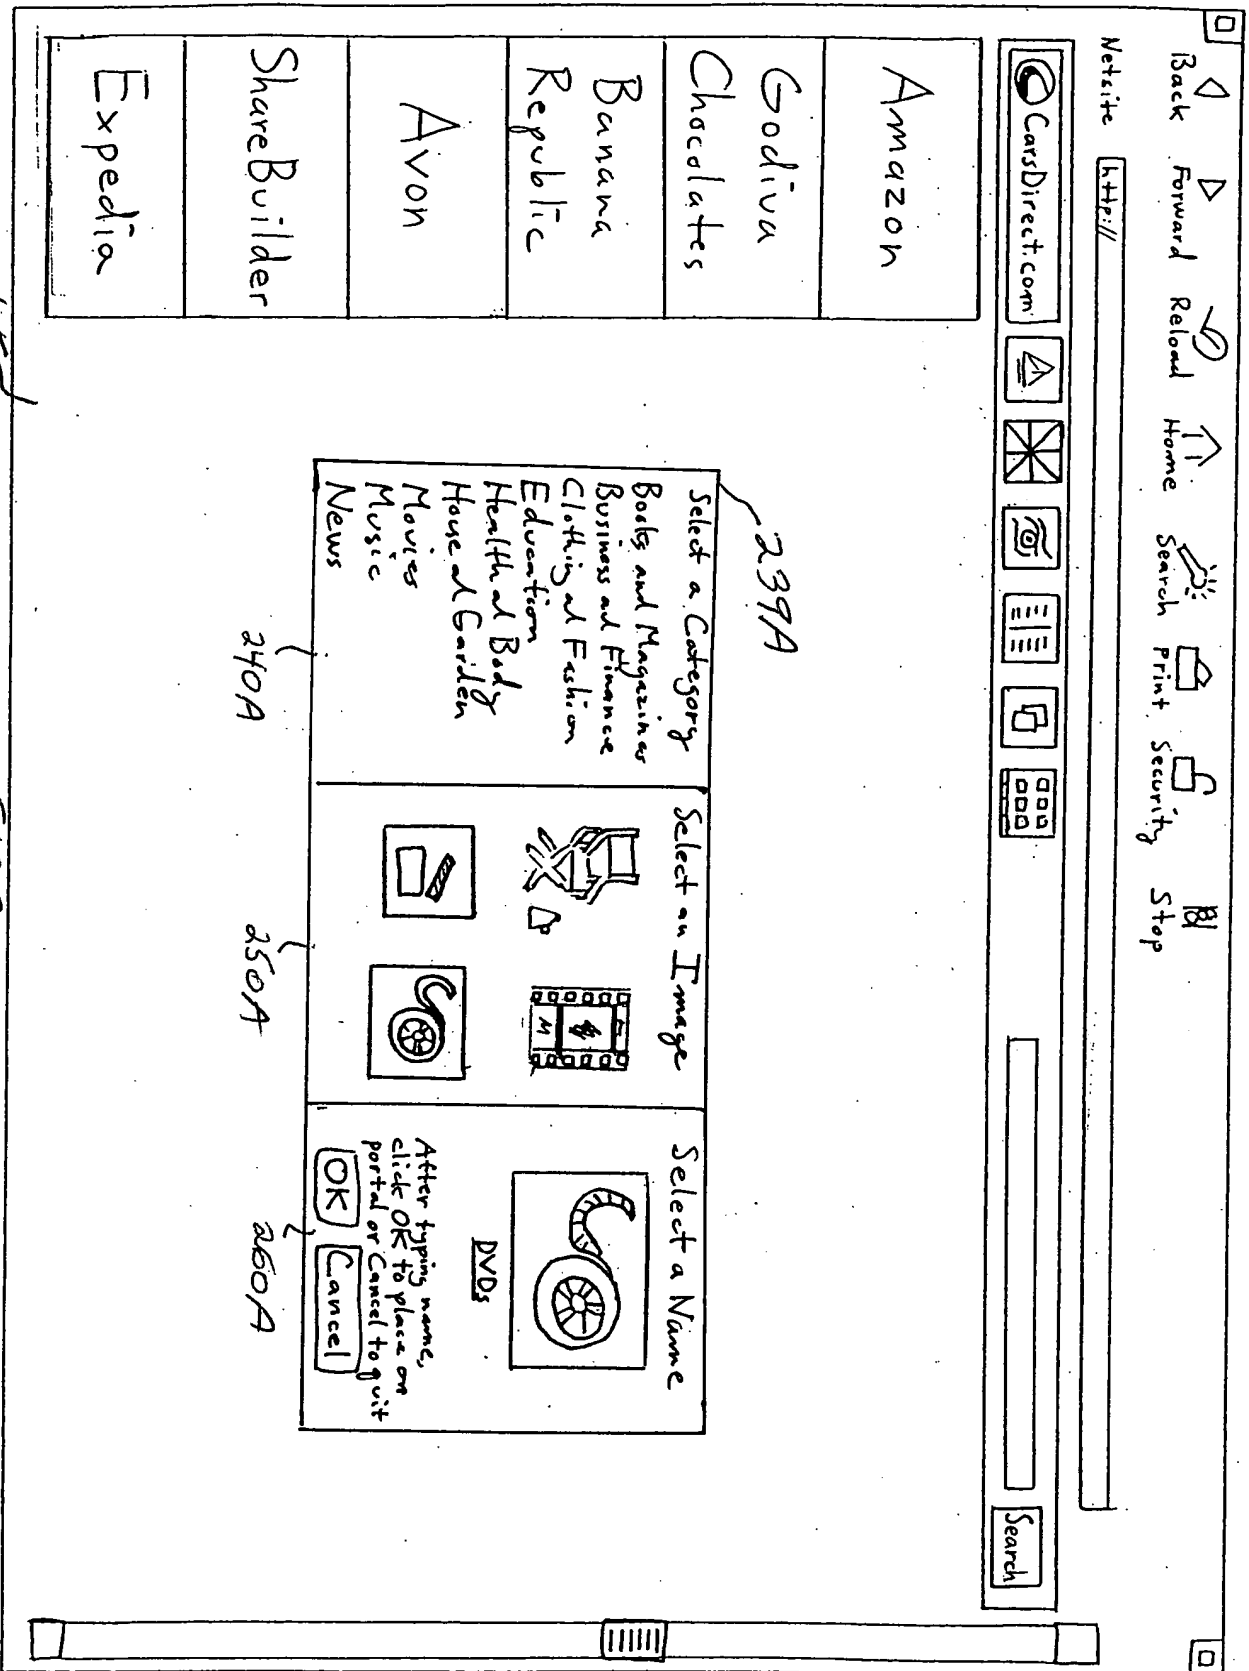 Back Forward Reload Home Search Print Security Stop
Netsite http://
CarsDirect.com Search
Amazon
Godiva
Chocolates
Banana
Republic
Avon
ShareBuilder
Expedia
239A
Select a Category
Books and Magazines
Business and Finance
Clothing and Fashion
Education
Health and Body
House and Garden
Movies
Music
News
240A
Select an Image
M
250A
Select a Name
DVDs
After typing name,
click OK to place on
portal or Cancel to quit
OK Cancel
260A